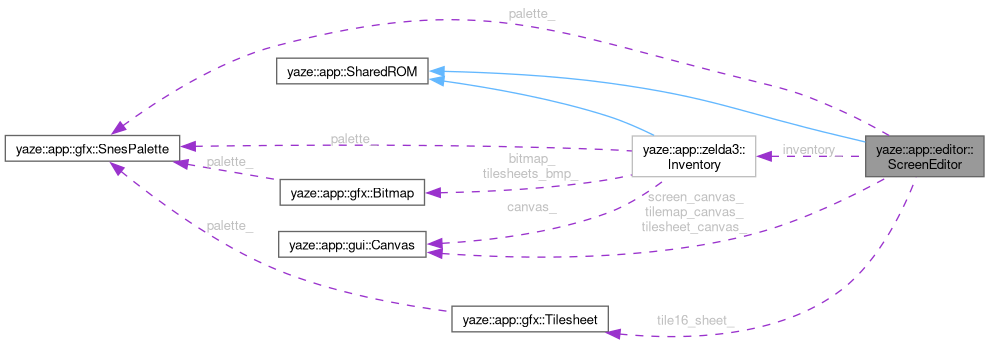 palette_
yaze::app::SharedROM
yaze::app::gfx::SnesPalette
palette_
yaze::app::zelda3::
Inventory
inventory_
yaze::app::editor::
ScreenEditor
palette_
bitmap_
tilesheets_bmp_
yaze::app::gfx::Bitmap
canvas_
screen_canvas_
tilemap_canvas_
tilesheet_canvas_
palette_
yaze::app::gui::Canvas
yaze::app::gfx::Tilesheet
tile16_sheet_